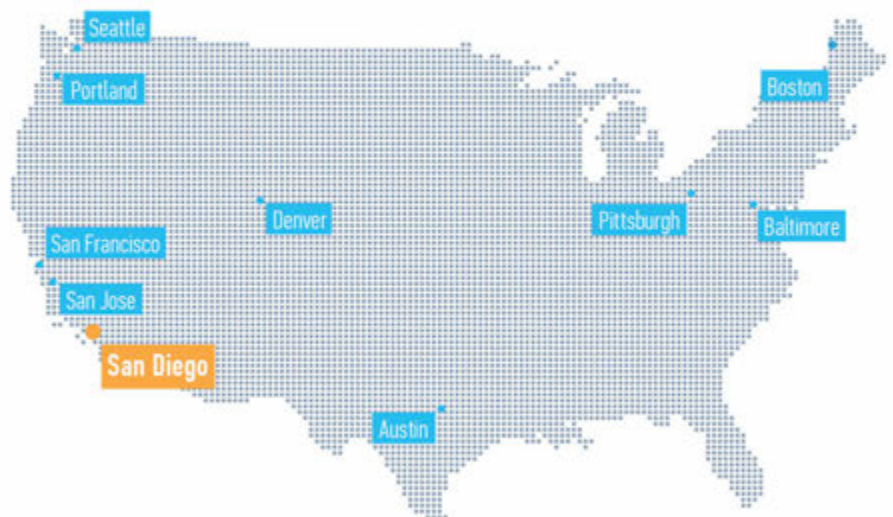 Seattle
Portland
Boston
Denver
Pittsburgh
Baltimore
San Francisco
San Jose
San Diego
Austin